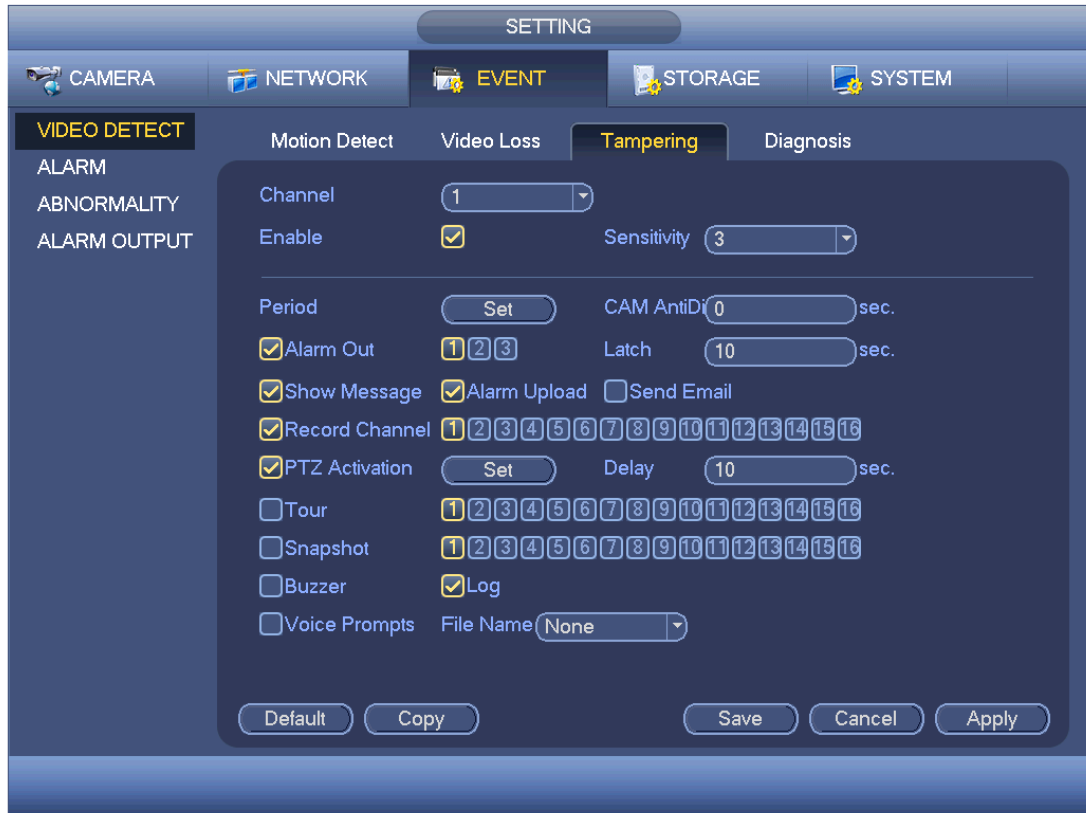 SETTING
CAMERA NETWORK EVENT STORAGE SYSTEM
VIDEO DETECT
ALARM
ABNORMALITY
ALARM OUTPUT
Motion Detect Video Loss Tampering Diagnosis
Channel 1
Enable Sensitivity 3
Period Set CAM AntiDi 0 sec.
Alarm Out 1 2 3 Latch 10 sec.
Show Message Alarm Upload Send Email
Record Channel 1 2 3 4 5 6 7 8 9 10 11 12 13 14 15 16
PTZ Activation Set Delay 10 sec.
Tour 1 2 3 4 5 6 7 8 9 10 11 12 13 14 15 16
Snapshot 1 2 3 4 5 6 7 8 9 10 11 12 13 14 15 16
Buzzer Log
Voice Prompts File Name None
Default Copy Save Cancel Apply